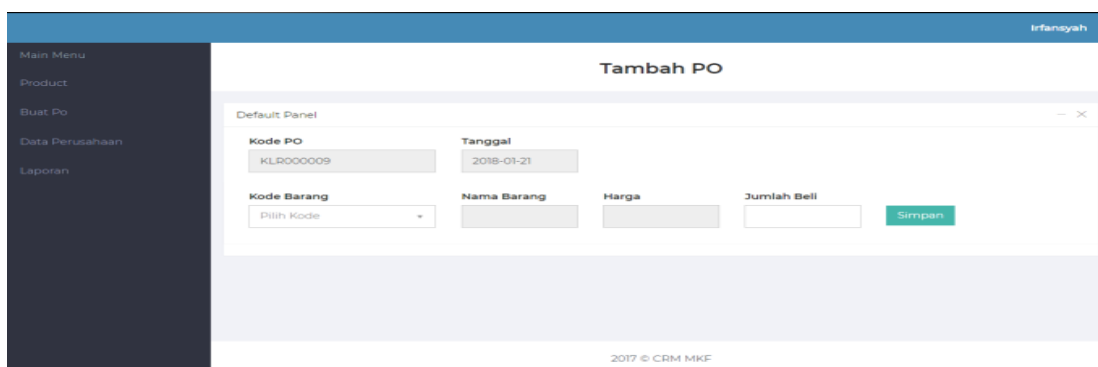 Irfansyah
Main Menu
Product
Buat Po
Data Perusahaan
Laporan
Tambah PO
Default Panel
Kode PO Tanggal
KLR000009 2018-01-21
Kode Barang Nama Barang Harga Jumlah Beli
Pilih Kode Simpan
2017 © CRM MKF